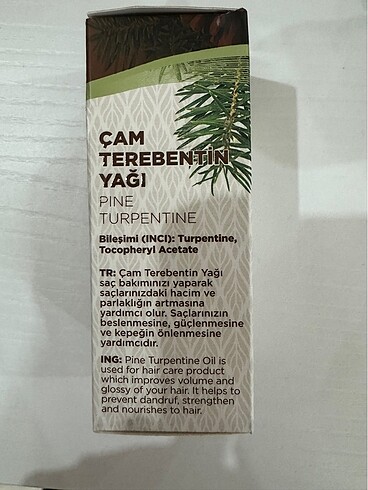 ÇAM
TEREBENTİN
YAĞI
PINE
TURPENTINE
Bileşimi (INCI): Turpentine,
Tocopheryl Acetate
TR: Çam Terebentin Yağı
saç bakımınızı yaparak
saçlarınızdaki hacim ve
parlaklığın artmasına
yardımcı olur. Saçlarınızın
beslenmesine, güçlenmesine
ve kepeğin önlenmesine
yardımcıdır.
ING: Pine Turpentine Oil is
used for hair care product
which improves volume and
glossy of your hair. It helps to
prevent dandruf, strengthen
and nourishes to hair.